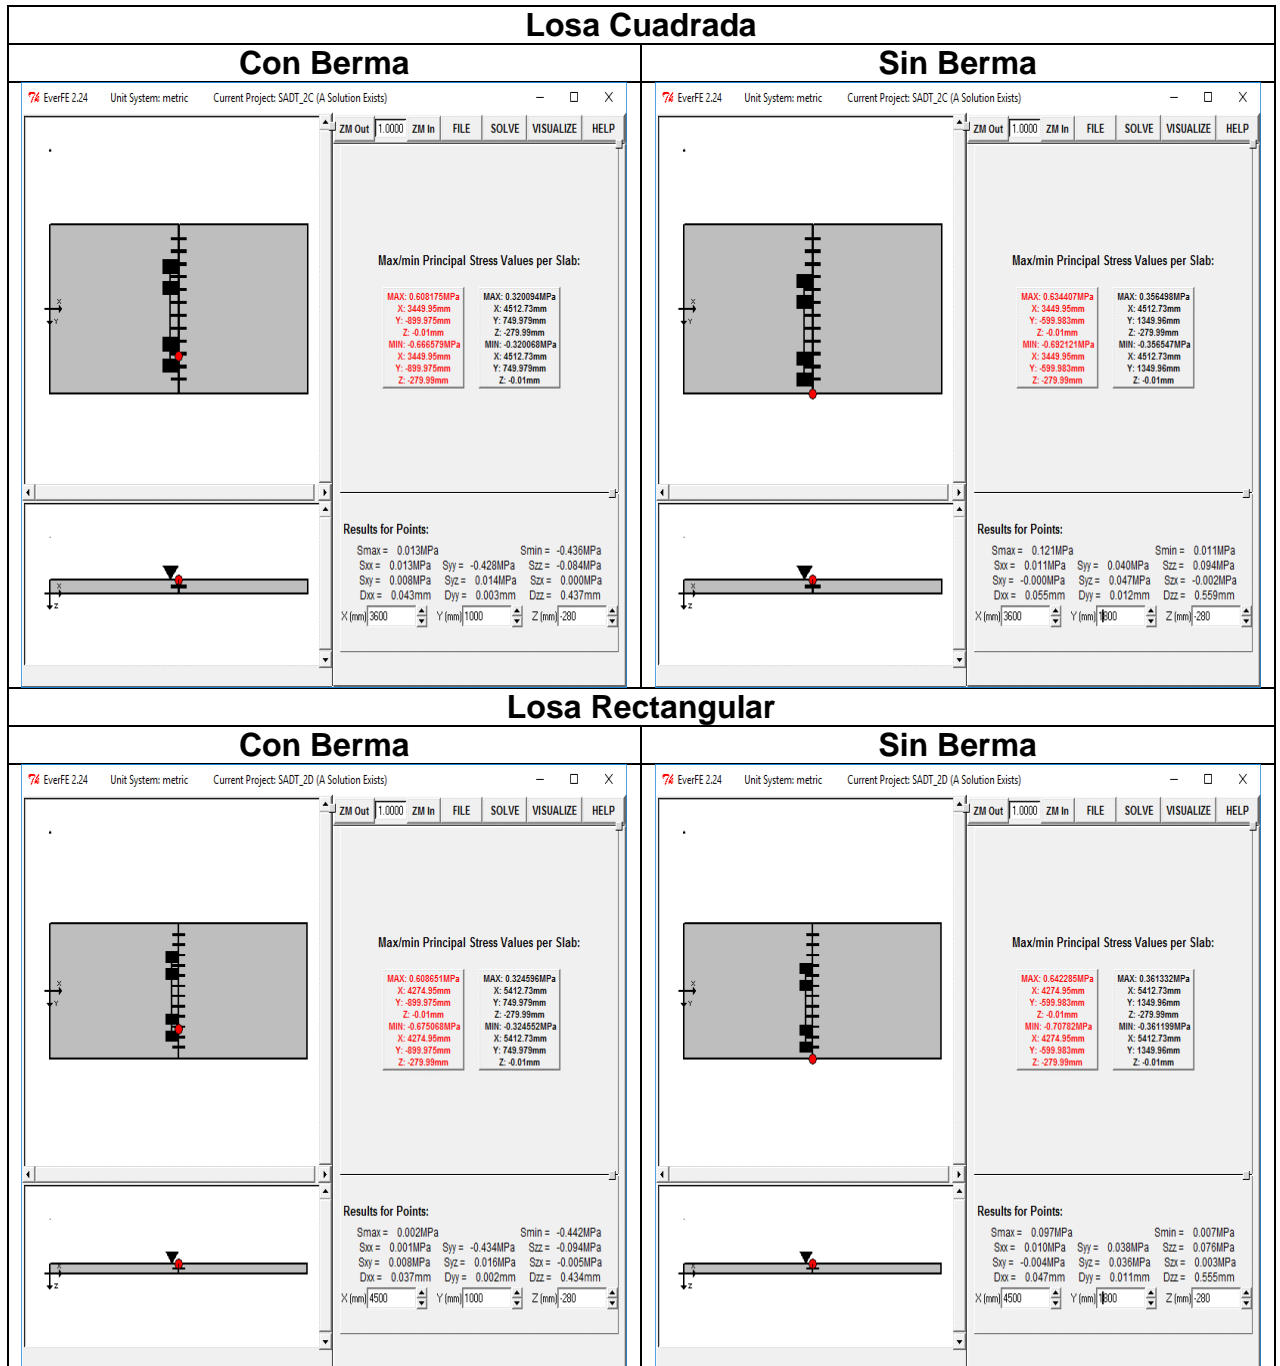 Losa Cuadrada
Con Berma
Sin Berma
EverFE 2.24 Unit System: metric Current Project: SADT_2C (A Solution Exists)
ZM Out 1.0000 ZM In FILE SOLVE VISUALIZE HELP
X
Y
Max/min Principal Stress Values per Slab:
MAX: 0.608175MPa
X: 3449.95mm
Y: -899.975mm
Z: -0.01mm
MIN: -0.666579MPa
X: 3449.95mm
Y: -899.975mm
Z: -279.99mm
MAX: 0.320094MPa
X: 4512.73mm
Y: 749.979mm
Z: -279.99mm
MIN: -0.320068MPa
X: 4512.73mm
Y: 749.979mm
Z: -0.01mm
X
Z
Results for Points:
Smax = 0.013MPa Smin = -0.436MPa
Sxx = 0.013MPa Syy = -0.428MPa Szz = -0.084MPa
Sxy = 0.008MPa Syz = 0.014MPa Szx = 0.000MPa
Dxx = 0.043mm Dyy = 0.003mm Dzz = 0.437mm
X (mm) 3600 Y (mm) 1000 Z (mm) -280
EverFE 2.24 Unit System: metric Current Project: SADT_2C (A Solution Exists)
ZM Out 1.0000 ZM In FILE SOLVE VISUALIZE HELP
X
Y
Max/min Principal Stress Values per Slab:
MAX: 0.634407MPa
X: 3449.95mm
Y: -599.983mm
Z: -0.01mm
MIN: -0.692121MPa
X: 3449.95mm
Y: -599.983mm
Z: -279.99mm
MAX: 0.356498MPa
X: 4512.73mm
Y: 1349.96mm
Z: -279.99mm
MIN: -0.356547MPa
X: 4512.73mm
Y: 1349.96mm
Z: -0.01mm
X
Z
Results for Points:
Smax = 0.121MPa Smin = 0.011MPa
Sxx = 0.011MPa Syy = 0.040MPa Szz = 0.094MPa
Sxy = -0.000MPa Syz = 0.047MPa Szx = -0.002MPa
Dxx = 0.055mm Dyy = 0.012mm Dzz = 0.559mm
X (mm) 3600 Y (mm) 1800 Z (mm) -280
Losa Rectangular
Con Berma
Sin Berma
EverFE 2.24 Unit System: metric Current Project: SADT_2D (A Solution Exists)
ZM Out 1.0000 ZM In FILE SOLVE VISUALIZE HELP
X
Y
Max/min Principal Stress Values per Slab:
MAX: 0.608651MPa
X: 4274.95mm
Y: -899.975mm
Z: -0.01mm
MIN: -0.675068MPa
X: 4274.95mm
Y: -899.975mm
Z: -279.99mm
MAX: 0.324596MPa
X: 5412.73mm
Y: 749.979mm
Z: -279.99mm
MIN: -0.324552MPa
X: 5412.73mm
Y: 749.979mm
Z: -0.01mm
X
Z
Results for Points:
Smax = 0.002MPa Smin = -0.442MPa
Sxx = 0.001MPa Syy = -0.434MPa Szz = -0.094MPa
Sxy = 0.008MPa Syz = 0.016MPa Szx = -0.005MPa
Dxx = 0.037mm Dyy = 0.002mm Dzz = 0.434mm
X (mm) 4500 Y (mm) 1000 Z (mm) -280
EverFE 2.24 Unit System: metric Current Project: SADT_2D (A Solution Exists)
ZM Out 1.0000 ZM In FILE SOLVE VISUALIZE HELP
X
Y
Max/min Principal Stress Values per Slab:
MAX: 0.642285MPa
X: 4274.95mm
Y: -599.983mm
Z: -0.01mm
MIN: -0.70782MPa
X: 4274.95mm
Y: -599.983mm
Z: -279.99mm
MAX: 0.361332MPa
X: 5412.73mm
Y: 1349.96mm
Z: -279.99mm
MIN: -0.361199MPa
X: 5412.73mm
Y: 1349.96mm
Z: -0.01mm
X
Z
Results for Points:
Smax = 0.097MPa Smin = 0.007MPa
Sxx = 0.010MPa Syy = 0.038MPa Szz = 0.076MPa
Sxy = -0.004MPa Syz = 0.036MPa Szx = 0.003MPa
Dxx = 0.047mm Dyy = 0.011mm Dzz = 0.555mm
X (mm) 4500 Y (mm) 1800 Z (mm) -280